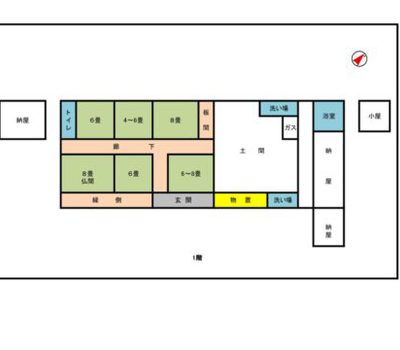 トイレ
6畳
4〜6畳
8畳
板間
洗い場
ガス
浴室
小屋
納屋
廊 下
土 間
納 屋
8畳
仏間
6畳
6〜8畳
縁 側
玄 関
物 置
洗い場
納屋
1階